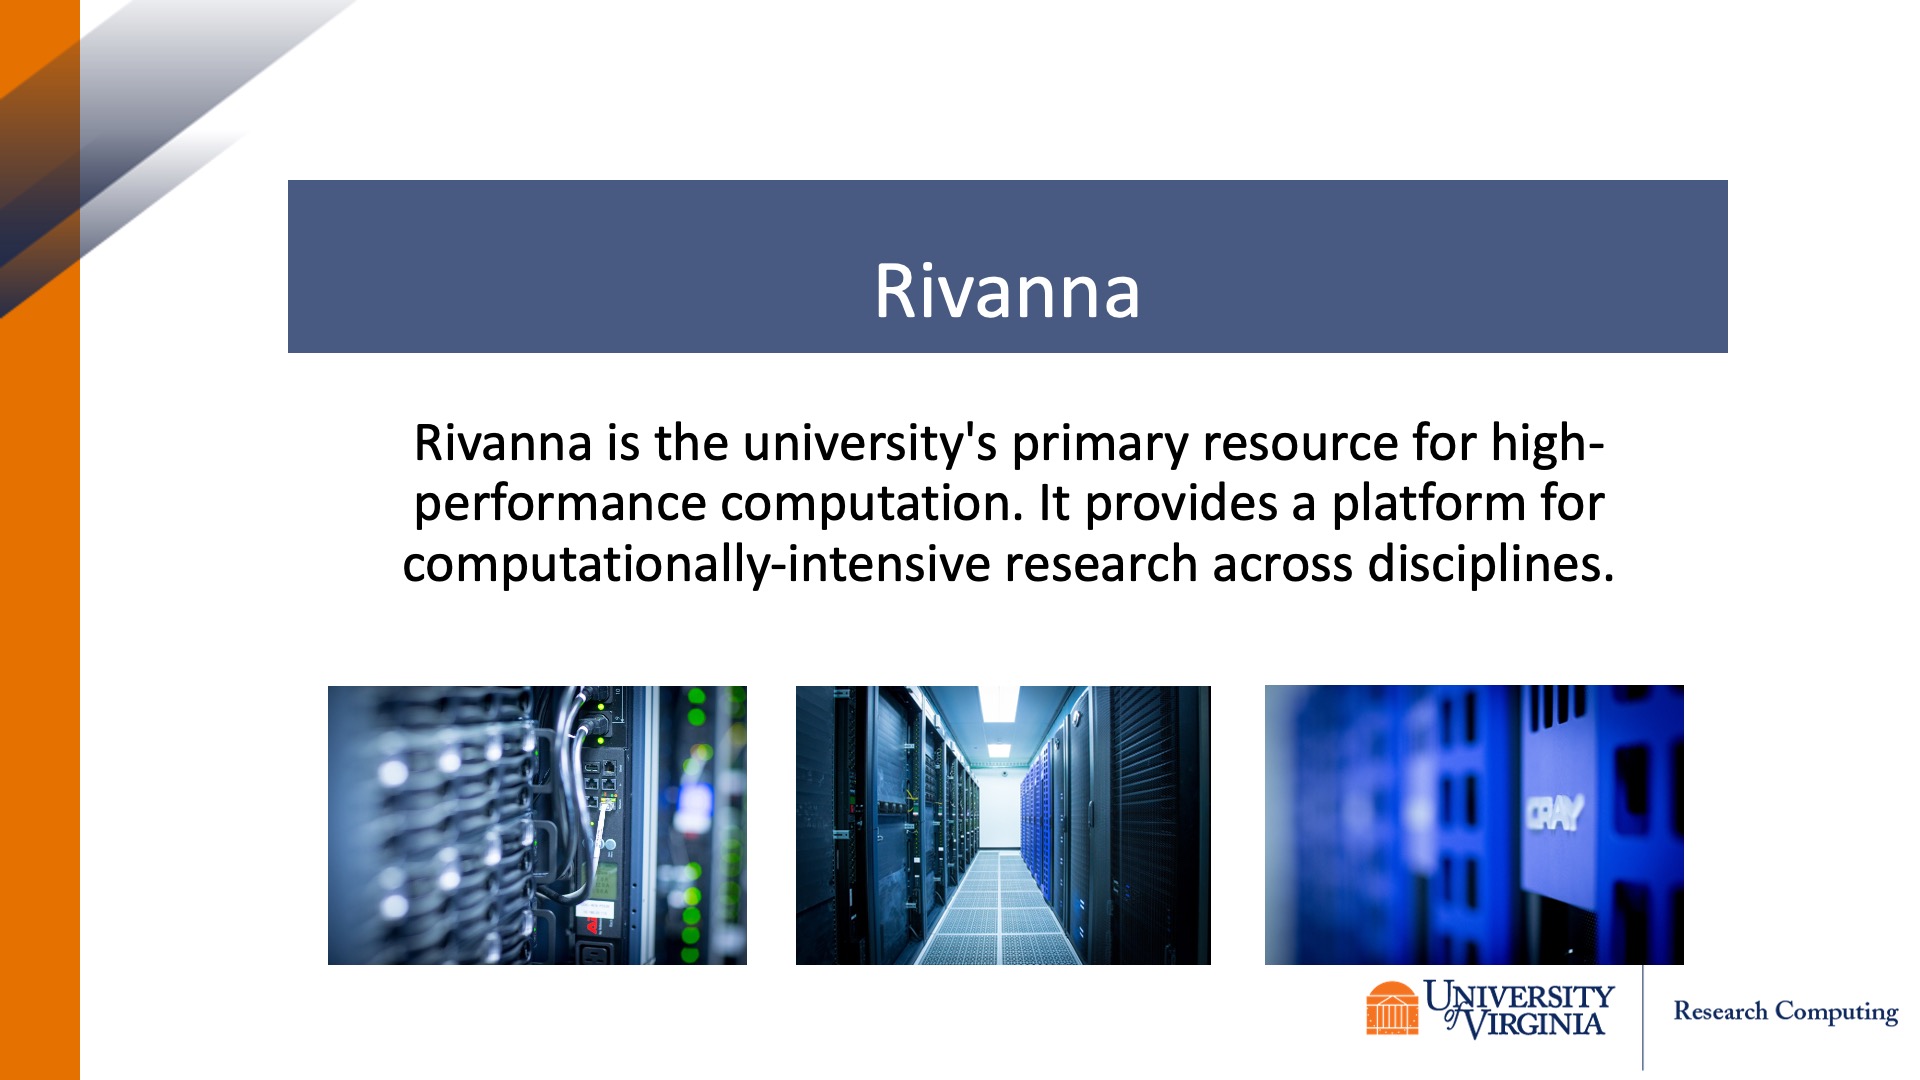 Rivanna
Rivanna is the university's primary resource for high-
performance computation. It provides a platform for
computationally-intensive research across disciplines.
CRAY
UNIVERSITY
of VIRGINIA
Research Computing